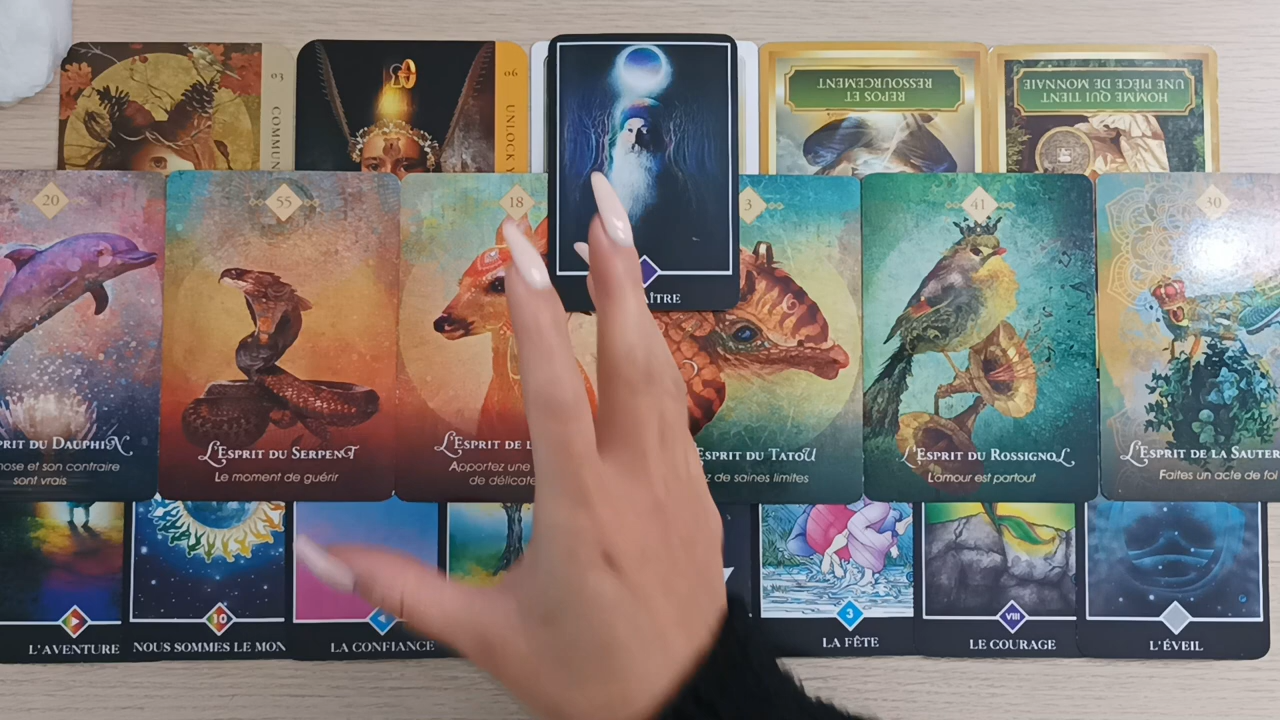 03
COMMUN
06
UNLOCK Y
REPOS ET
RESSOURCEMENT
HOMME QUI TIENT
UNE PIÈCE DE MONNAIE
AÎTRE
20
PRIT DU DAUPHIN
hose et son contraire
sont vrais
55
L'ESPRIT DU SERPENT
Le moment de guérir
18
L'ESPRIT DE L
Apportez une
de délicate
3
ESPRIT DU TATOU
z de saines limites
41
L'ESPRIT DU ROSSIGNOL
L'amour est partout
30
L'ESPRIT DE LA SAUTER
Faites un acte de foi
L'AVENTURE
10
NOUS SOMMES LE MON
LA CONFIANCE
3
LA FÊTE
VIII
LE COURAGE
L'ÉVEIL